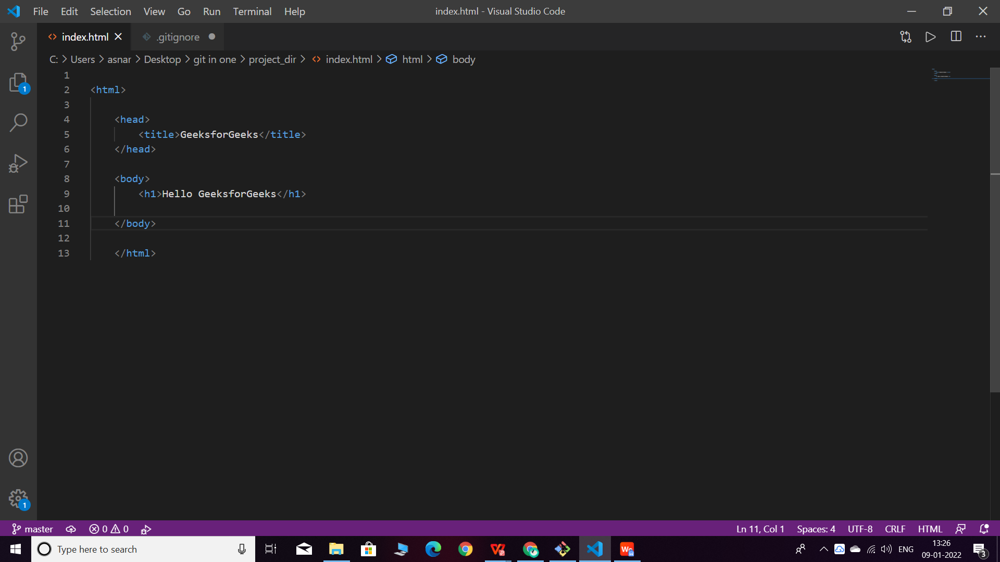 File Edit Selection View Go Run Terminal Help index.html - Visual Studio Code
index.html .gitignore
C: > Users > asnar > Desktop > git in one > project_dir > index.html > html > body
1
2 <html>
3
4 <head>
5 <title>GeeksforGeeks</title>
6 </head>
7
8 <body>
9 <h1>Hello GeeksforGeeks</h1>
10
11 </body>
12
13 </html>
1
1
master 0 0 Ln 11, Col 1 Spaces: 4 UTF-8 CRLF HTML
Type here to search ENG 13:26
09-01-2022 3